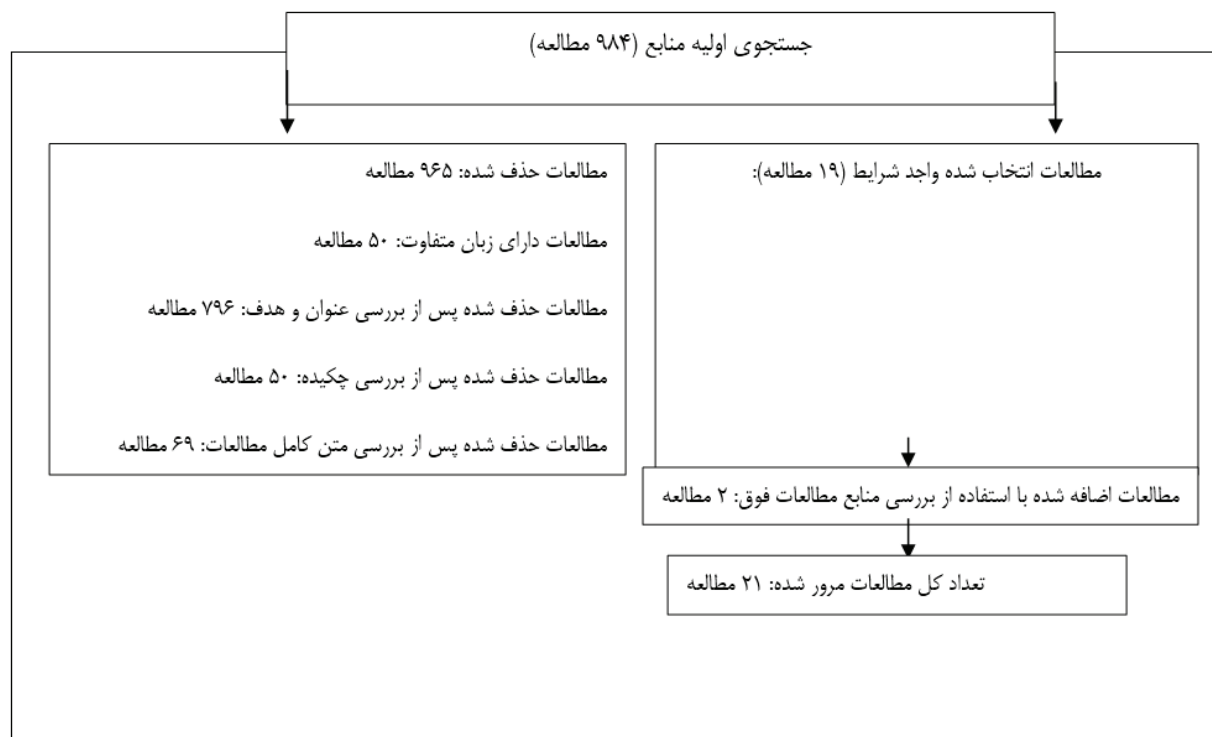 جستجوی اولیه منابع (۹۸۴ مطالعه)
مطالعات انتخاب شده واجد شرایط (۱۹ مطالعه):
مطالعات حذف شده: ۹۶۵ مطالعه
مطالعات دارای زبان متفاوت: ۵۰ مطالعه
مطالعات حذف شده پس از بررسی عنوان و هدف: ۷۹۶ مطالعه
مطالعات حذف شده پس از بررسی چکیده: ۵۰ مطالعه
مطالعات حذف شده پس از بررسی متن کامل مطالعات: ۶۹ مطالعه
مطالعات اضافه شده با استفاده از بررسی منابع مطالعات فوق: ۲ مطالعه
تعداد کل مطالعات مرور شده: ۲۱ مطالعه